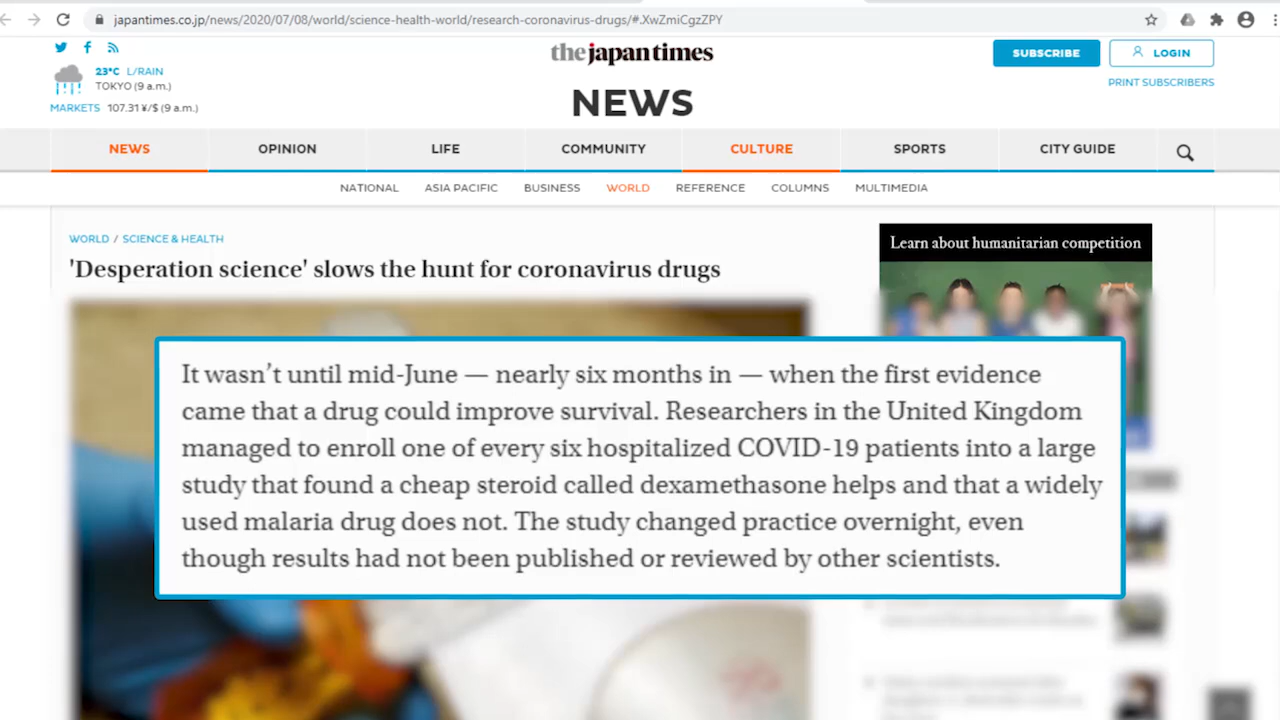 japantimes.co.jp/news/2020/07/08/world/science-health-world/research-coronavirus-drugs/#.XwZmiCgzZPY
23°C L/RAIN
TOKYO (9 a.m.)
MARKETS 107.31 ¥/$ (9 a.m.)
the japan times
NEWS
SUBSCRIBE
LOGIN
PRINT SUBSCRIBERS
NEWS OPINION LIFE COMMUNITY CULTURE SPORTS CITY GUIDE
NATIONAL ASIA PACIFIC BUSINESS WORLD REFERENCE COLUMNS MULTIMEDIA
WORLD / SCIENCE & HEALTH
'Desperation science' slows the hunt for coronavirus drugs
Learn about humanitarian competition
It wasn’t until mid-June — nearly six months in — when the first evidence
came that a drug could improve survival. Researchers in the United Kingdom
managed to enroll one of every six hospitalized COVID-19 patients into a large
study that found a cheap steroid called dexamethasone helps and that a widely
used malaria drug does not. The study changed practice overnight, even
though results had not been published or reviewed by other scientists.